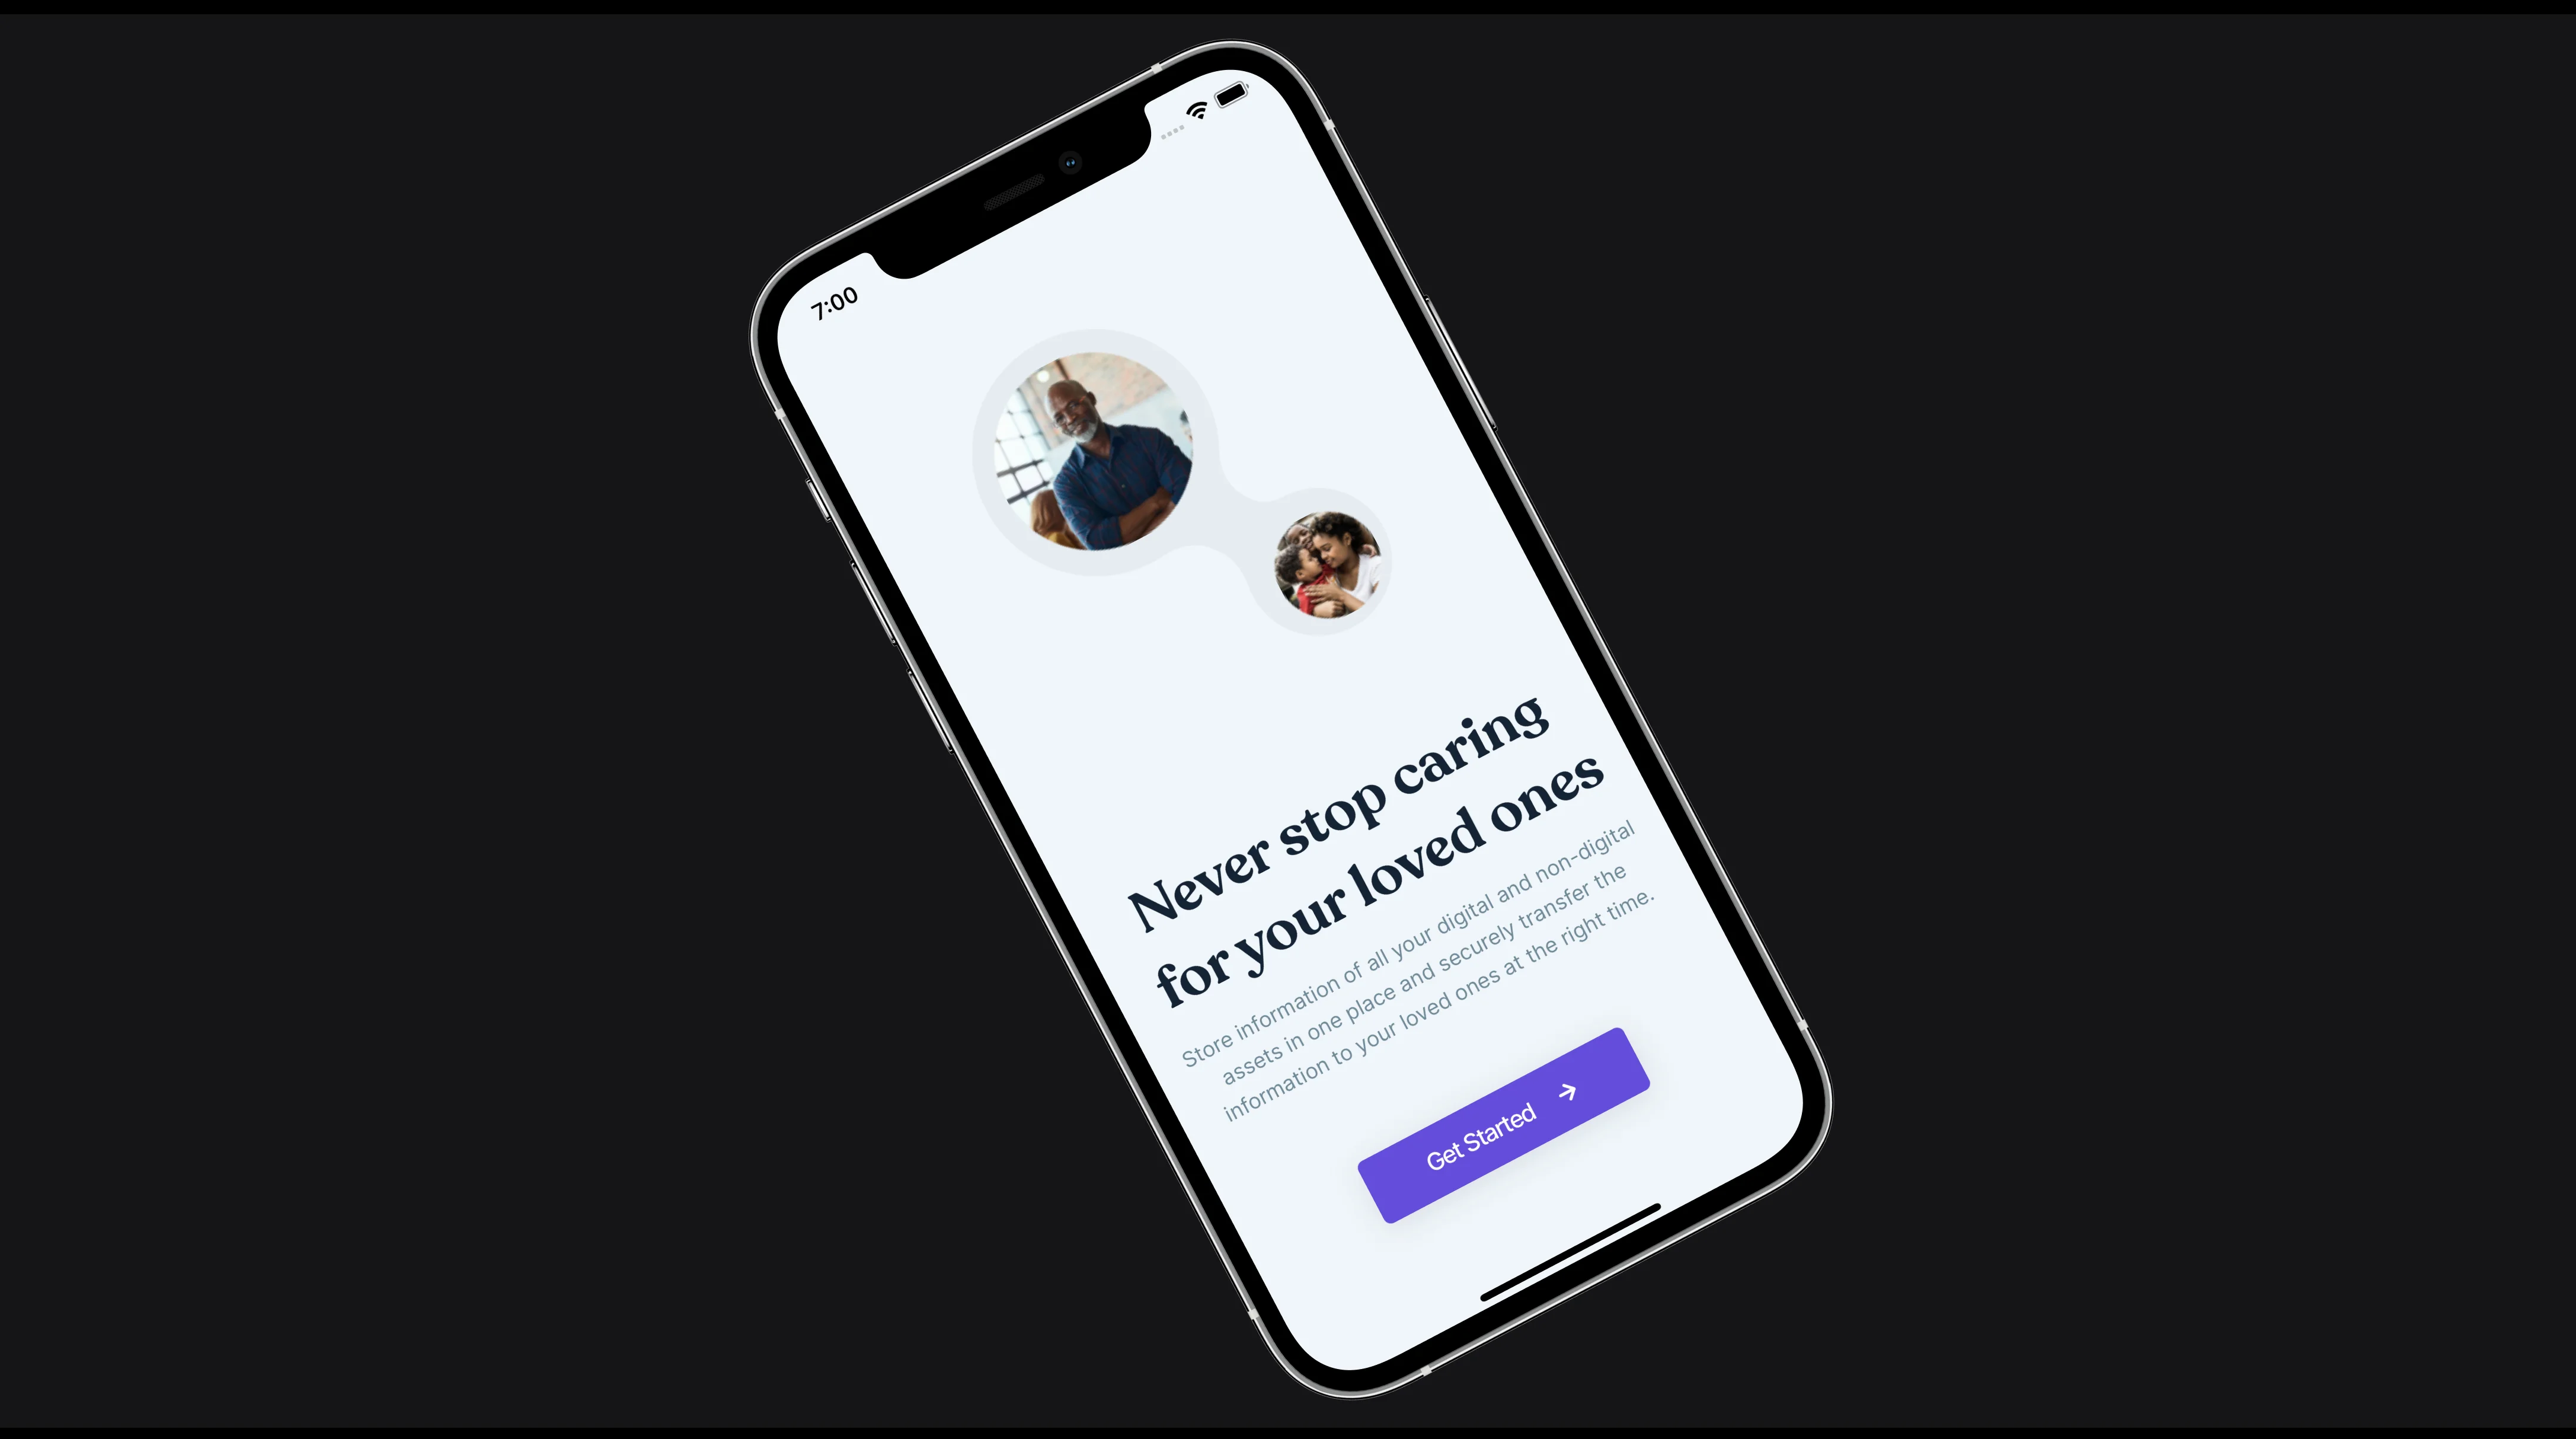 7:00
Never stop caring
for your loved ones
Store information of all your digital and non-digital
assets in one place and securely transfer the
information to your loved ones at the right time.
Get Started